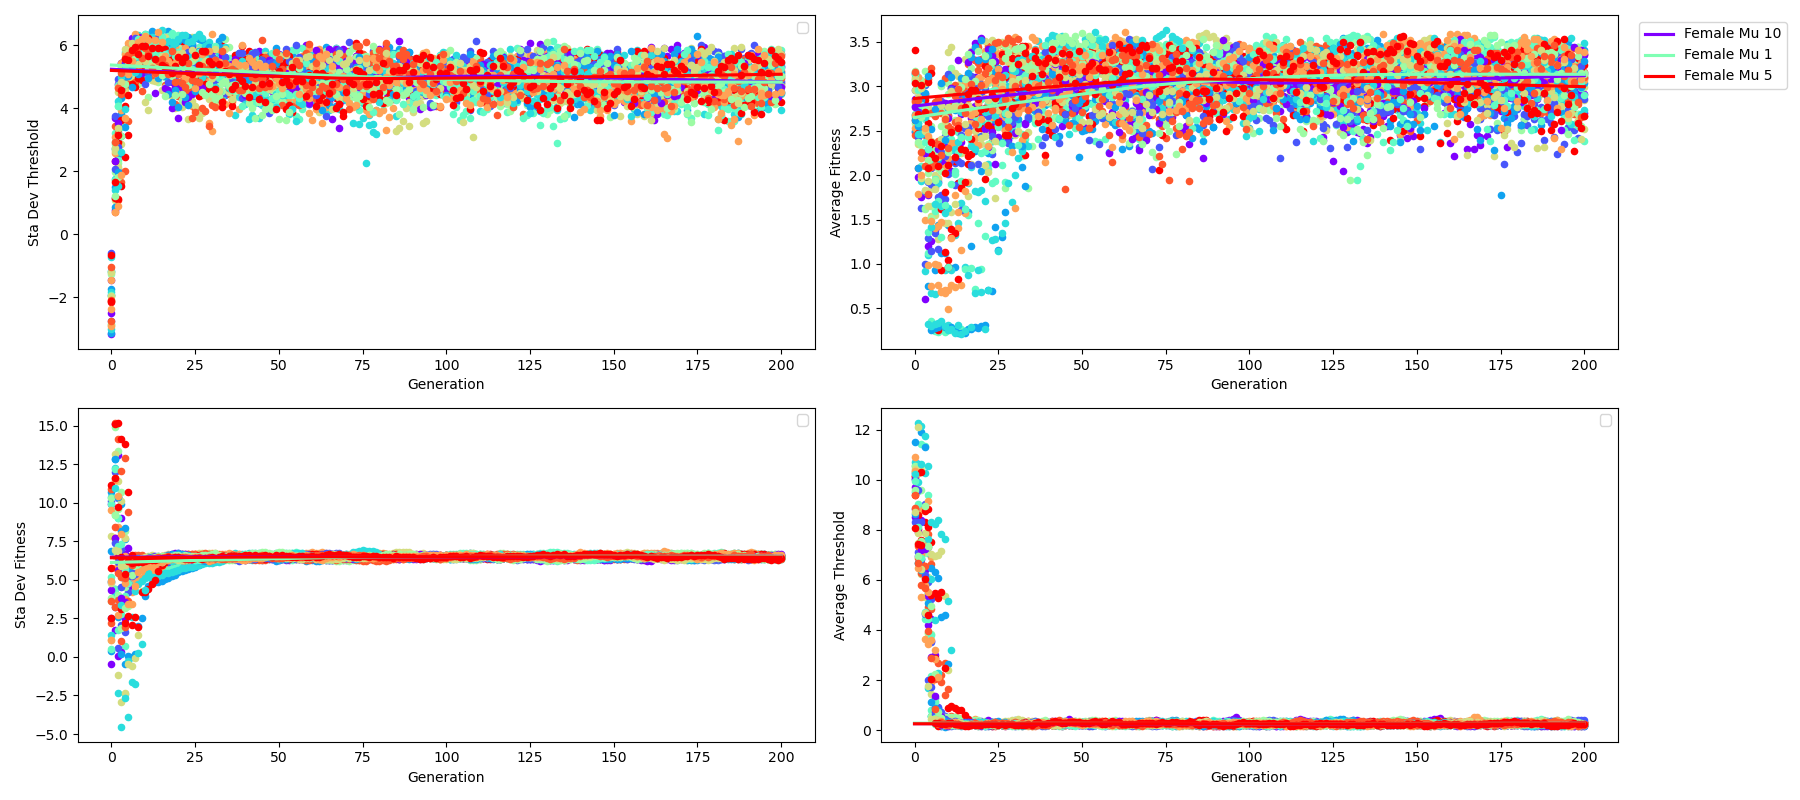 Sta Dev Threshold
6
4
2
0
−2
0 25 50 75 100 125 150 175 200
Generation
Average Fitness
3.5
3.0
2.5
2.0
1.5
1.0
0.5
0 25 50 75 100 125 150 175 200
Generation
Female Mu 10
Female Mu 1
Female Mu 5
Sta Dev Fitness
15.0
12.5
10.0
7.5
5.0
2.5
0.0
−2.5
−5.0
0 25 50 75 100 125 150 175 200
Generation
Average Threshold
12
10
8
6
4
2
0
0 25 50 75 100 125 150 175 200
Generation